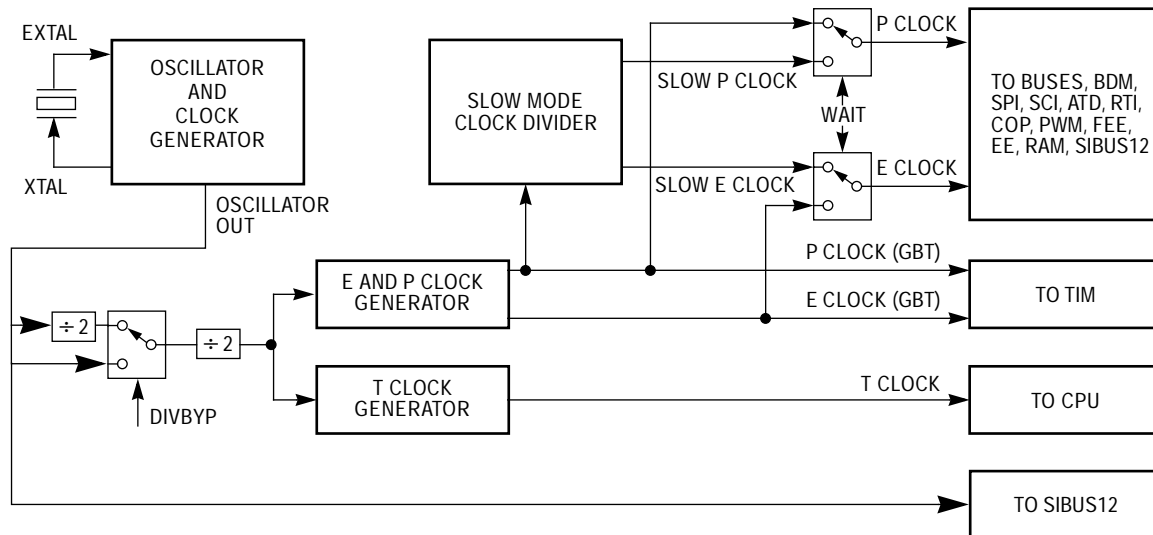 EXTAL
OSCILLATOR
AND
CLOCK
GENERATOR
XTAL
OSCILLATOR
OUT
SLOW MODE
CLOCK DIVIDER
SLOW P CLOCK
P CLOCK
WAIT
SLOW E CLOCK
E CLOCK
TO BUSES, BDM,
SPI, SCI, ATD, RTI,
COP, PWM, FEE,
EE, RAM, SIBUS12
E AND P CLOCK
GENERATOR
P CLOCK (GBT)
E CLOCK (GBT)
TO TIM
÷ 2
÷ 2
DIVBYP
T CLOCK
GENERATOR
T CLOCK
TO CPU
TO SIBUS12